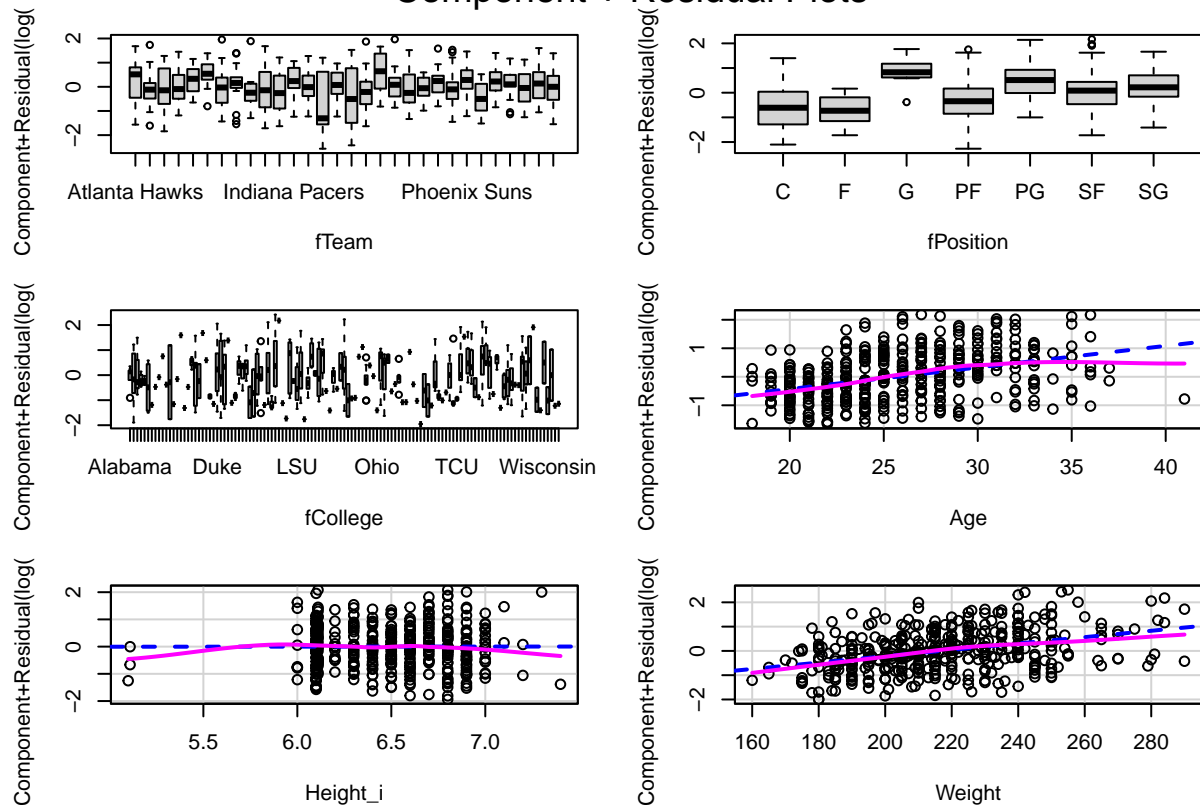 Component + Residual Plots
Component+Residual(log(
2
0
−2
Atlanta Hawks Indiana Pacers Phoenix Suns
fTeam
Component+Residual(log(
2
0
−2
C F G PF PG SF SG
fPosition
Component+Residual(log(
2
0
−2
Alabama Duke LSU Ohio TCU Wisconsin
fCollege
Component+Residual(log(
1
−1
20 25 30 35 40
Age
Component+Residual(log(
2
0
−2
5.5 6.0 6.5 7.0
Height_i
Component+Residual(log(
2
0
−2
160 180 200 220 240 260 280
Weight